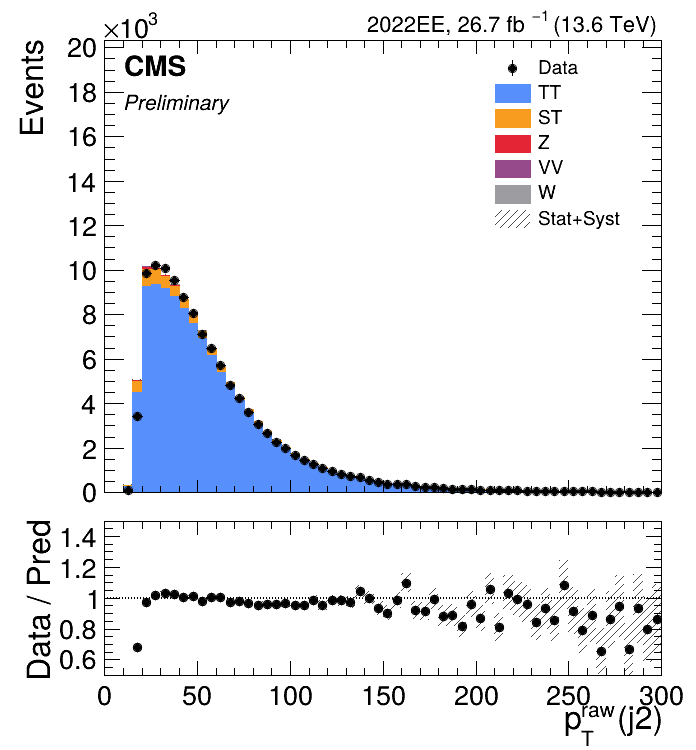 ×10³
2022EE, 26.7 fb ⁻¹ (13.6 TeV)
Events
CMS
Preliminary
Data
TT
ST
Z
VV
W
Stat+Syst
20
18
16
14
12
10
8
6
4
2
0
Data / Pred
1.4
1.2
1
0.8
0.6
0 50 100 150 200 250 300
p_T^raw (j2)